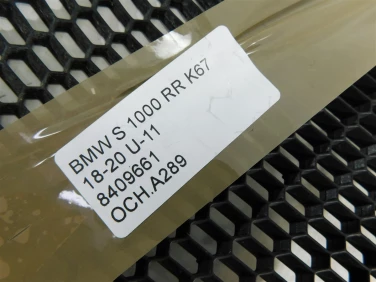 BMW S 1000 RR K67
18-20 U-11
8409661
OCH A289